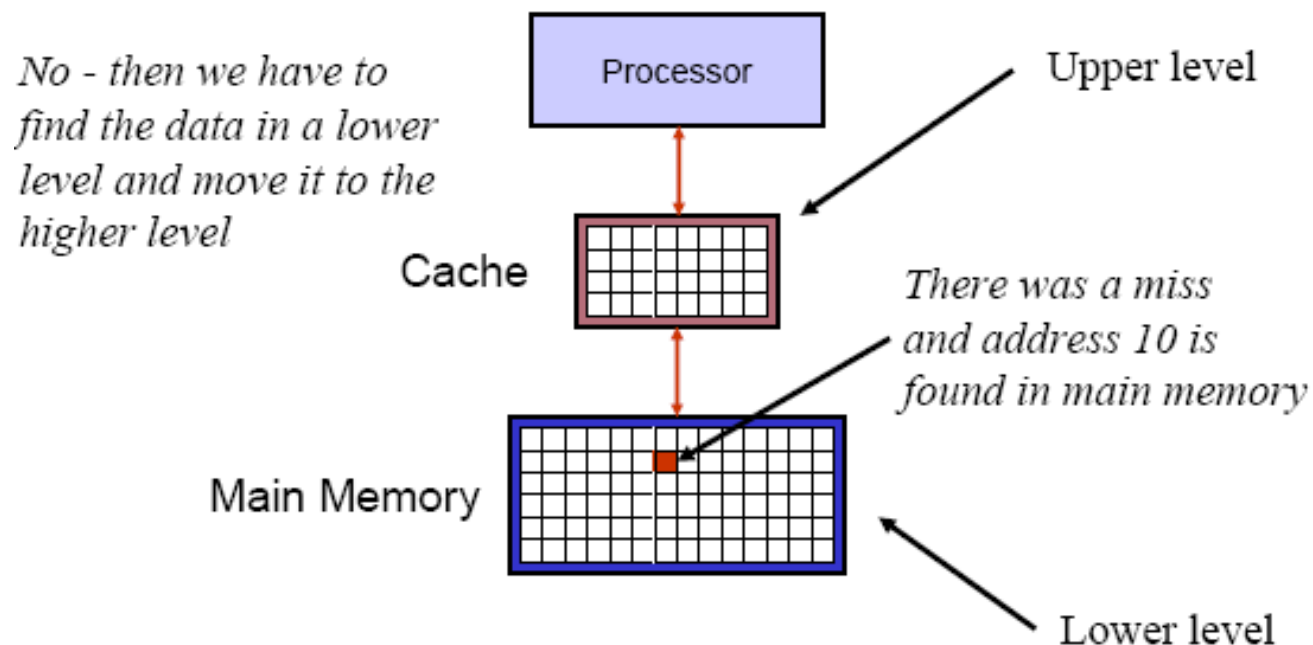 No - then we have to
find the data in a lower
level and move it to the
higher level
Processor
Upper level
Cache
There was a miss
and address 10 is
found in main memory
Main Memory
Lower level